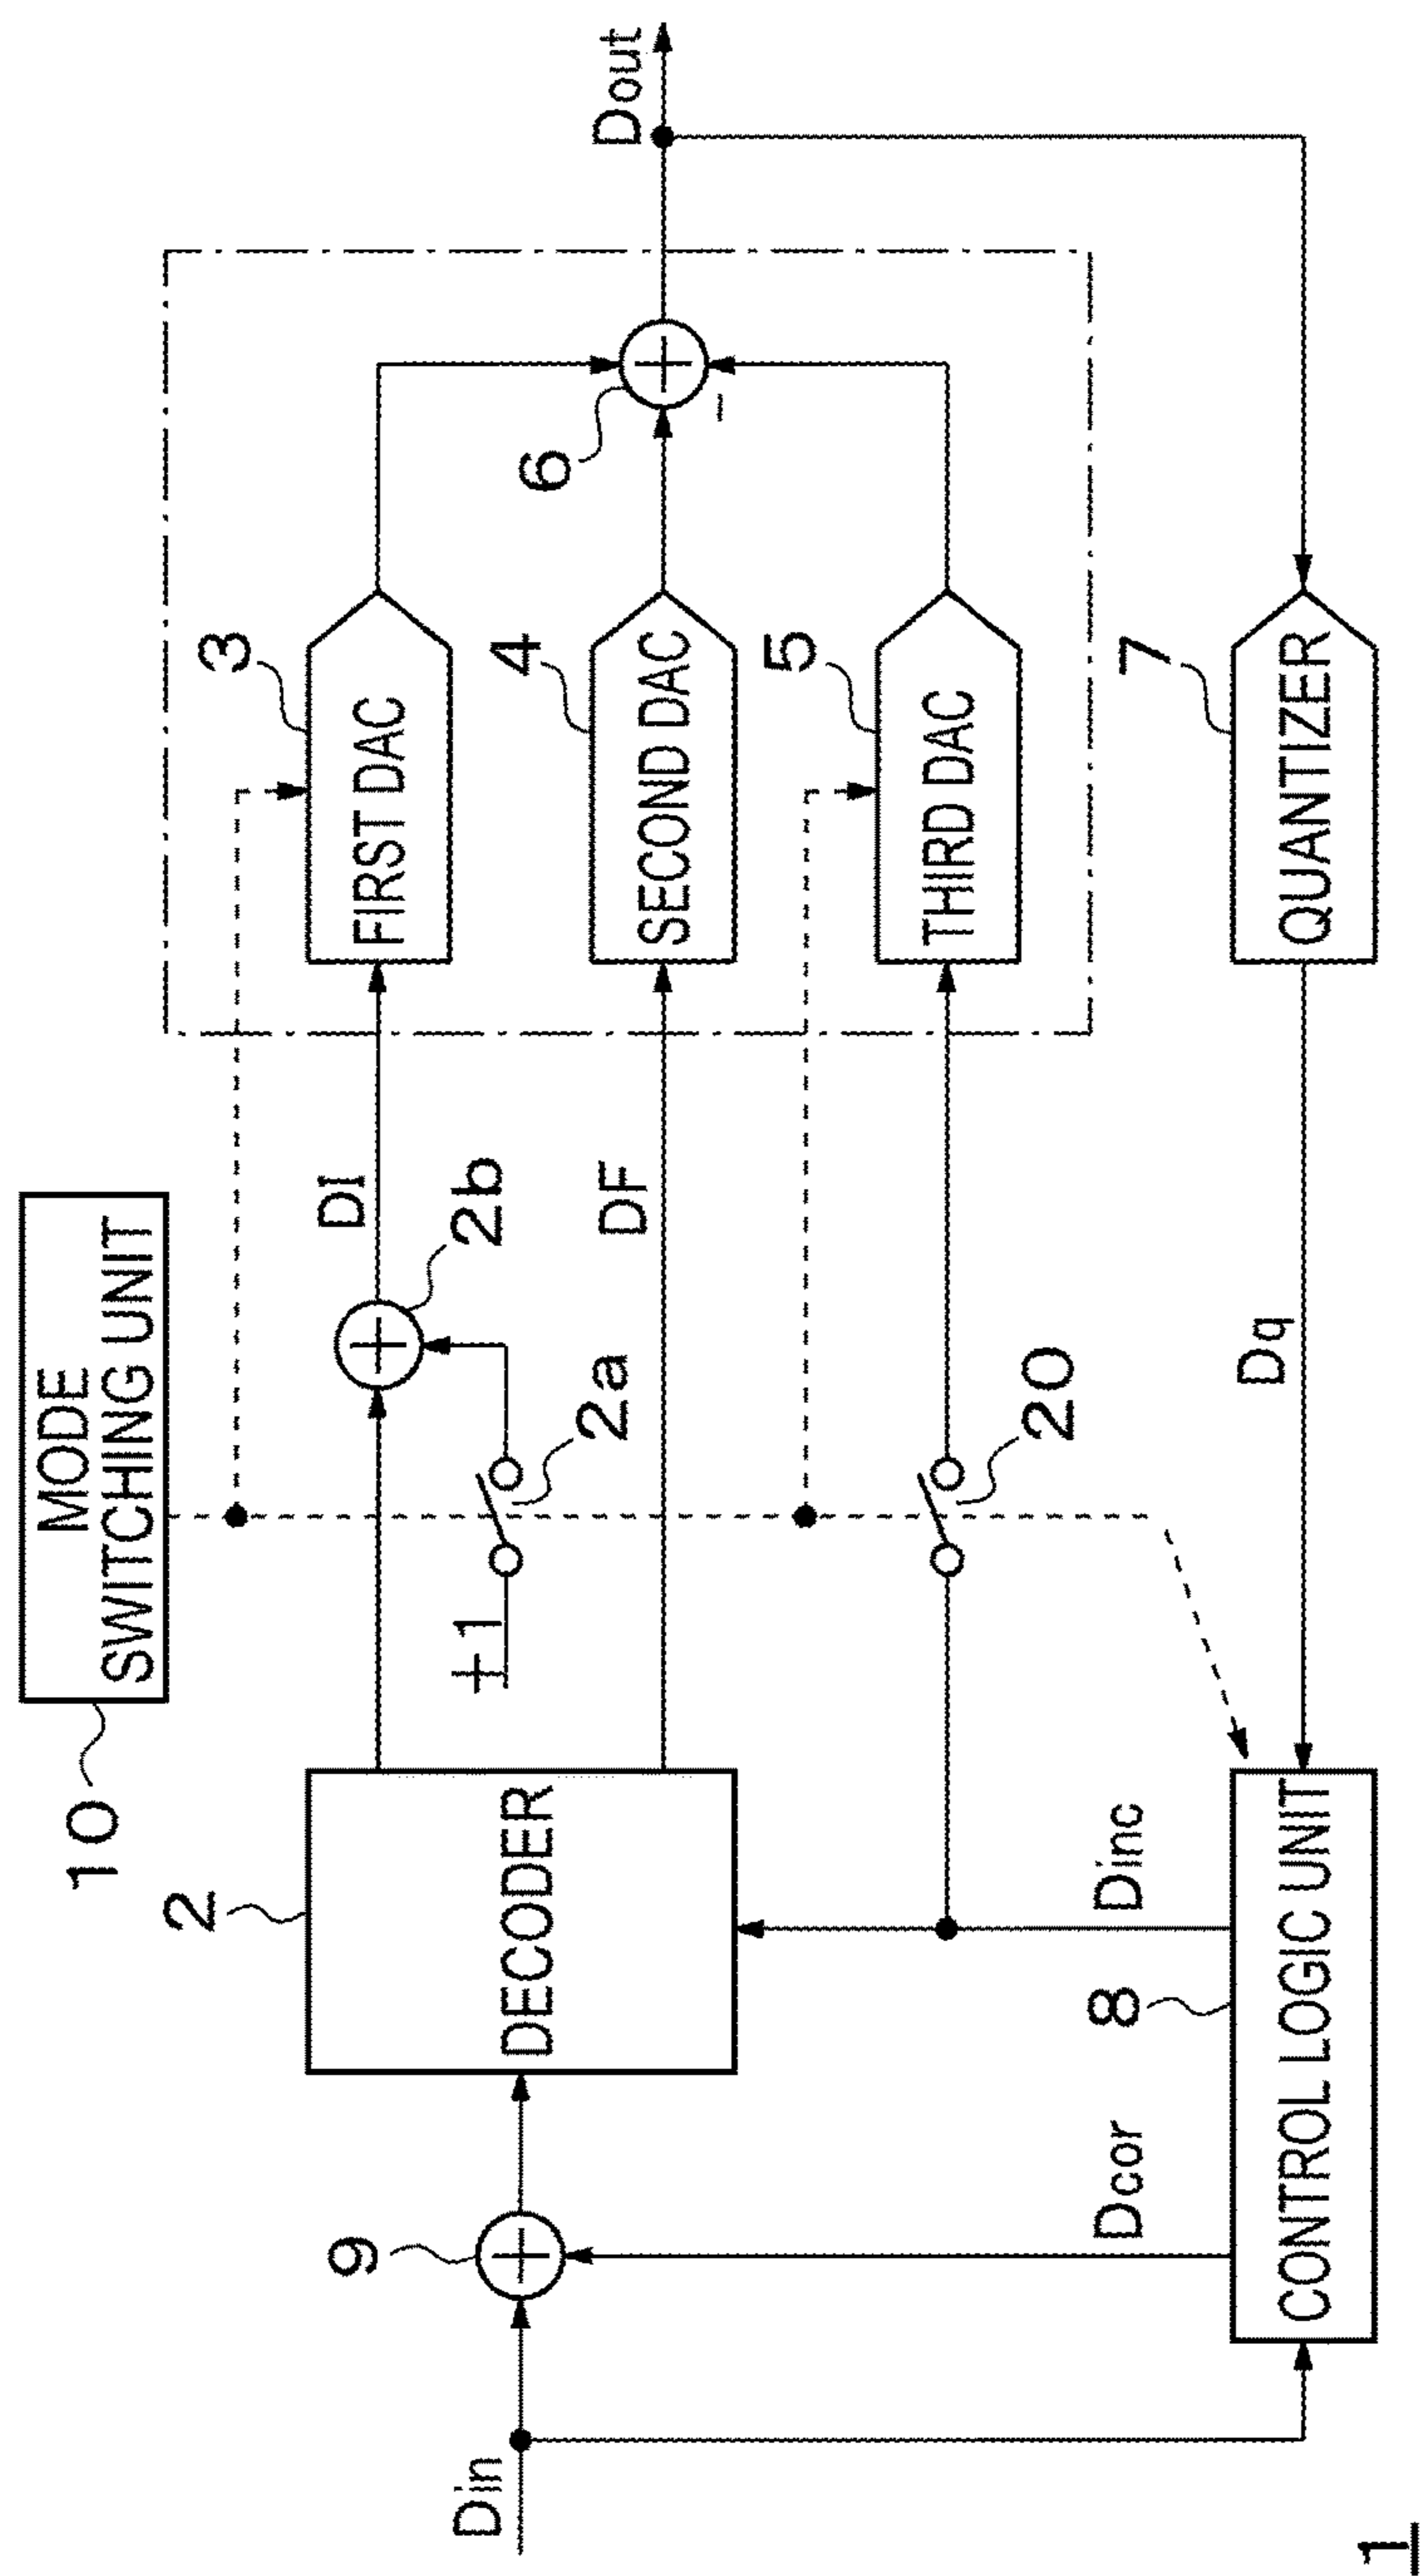 MODE
SWITCHING UNIT
10
2
DECODER
DI
2b
3
FIRST DAC
±1
2a
DF
4
SECOND DAC
6
Dout
9
Din
20
5
THIRD DAC
Dcor
Dinc
8
CONTROL LOGIC UNIT
Dq
7
QUANTIZER
-
1